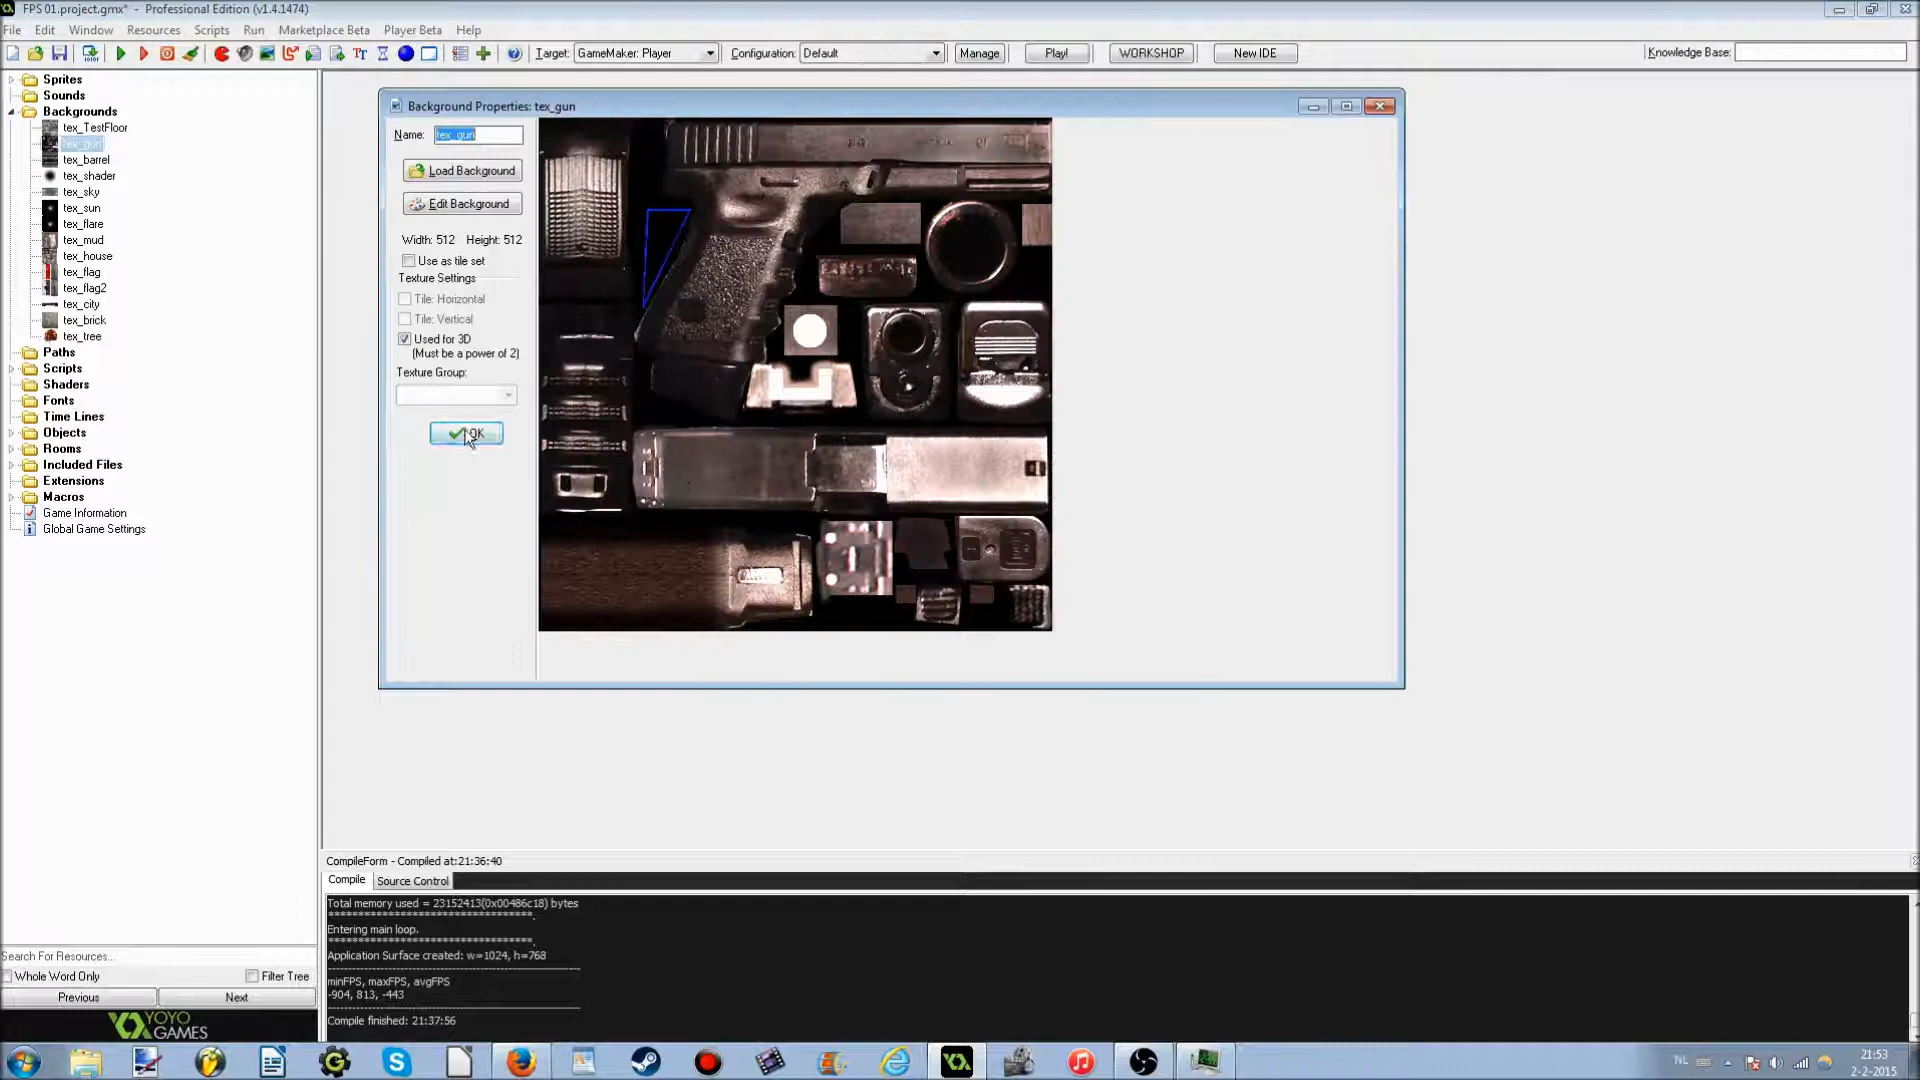 FPS 01.project.gmx* - Professional Edition (v1.4.1474)
File Edit Window Resources Scripts Run Marketplace Beta Player Beta Help
Target: GameMaker: Player Configuration: Default Manage Play! WORKSHOP New IDE Knowledge Base:
Sprites
Sounds
Backgrounds
tex_TestFloor
tex_gun
tex_barrel
tex_shader
tex_sky
tex_sun
tex_flare
tex_mud
tex_house
tex_flag
tex_flag2
tex_city
tex_brick
tex_tree
Paths
Scripts
Shaders
Fonts
Time Lines
Objects
Rooms
Included Files
Extensions
Macros
Game Information
Global Game Settings
Search For Resources...
Whole Word Only Filter Tree
Previous Next
YOYO
GAMES
Background Properties: tex_gun
Name: tex_gun
Load Background
Edit Background
Width: 512 Height: 512
Use as tile set
Texture Settings
Tile: Horizontal
Tile: Vertical
Used for 3D
(Must be a power of 2)
Texture Group:
OK
CompileForm - Compiled at:21:36:40
Compile Source Control
Total memory used = 23152413(0x00486c18) bytes
**********************************.
Entering main loop.
**********************************.
Application Surface created: w=1024, h=768
minFPS, maxFPS, avgFPS
-904, 813, -443
Compile finished: 21:37:56
NL
21:53
2-2-2015